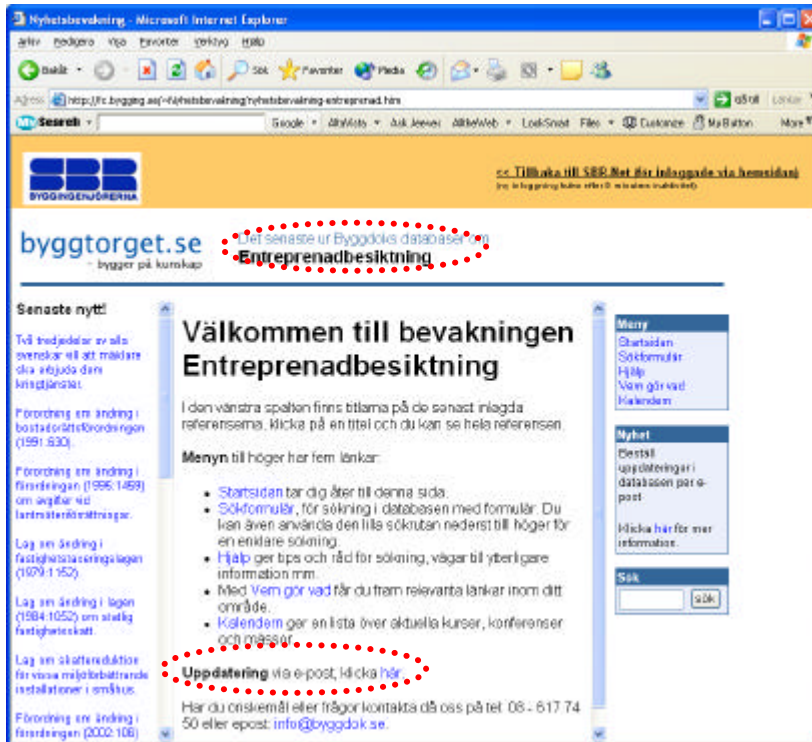 Nyhetsbevakning - Microsoft Internet Explorer
Arkiv Redigera Visa Favoriter Verktyg Hjälp
Bakåt Sök Favoriter Media
Adress http://fc.bygging.se/~Nyhetsbevakning/nyhetsbevakning-entreprenad.htm Gå till Länkar
My Search Google AltaVista Ask Jeeves AlltheWeb LookSmart Files Customize My Button More
SBR
BYGGINGENJÖRERNA
<< Tillbaka till SBR.Net (för inloggade via hemsidan)
(ny inloggning krävs efter
byggtorget.se
- bygger på kunskap
Det senaste ur Byggdoks databaser om
Entreprenadbesiktning
Senaste nytt!
Två tredjedelar av alla
svenskar vill att mäklare
ska erbjuda dem
kringtjänster.
Förordning om ändring i
bostadsrättsförordningen
(1991:630).
Förordning om ändring i
förordningen (1995:1459)
om avgifter vid
lantmäteriförrättningar.
Lag om ändring i
fastighetstaxeringslagen
(1979:1152).
Lag om ändring i lagen
(1984:1052) om statlig
fastighetsskatt.
Lag om skattereduktion
för vissa miljöförbättrande
installationer i småhus.
Förordning om ändring i
förordningen (2002:106)
Välkommen till bevakningen
Entreprenadbesiktning
I den vänstra spalten finns titlarna på de senast inlagda
referenserna, klicka på en titel och du kan se hela referensen.
Menyn till höger har fem länkar:
• Startsidan tar dig åter till denna sida.
• Sökformulär, för sökning i databasen med formulär. Du
kan även använda den lilla sökrutan nederst till höger för
en enklare sökning.
• Hjälp ger tips och råd för sökning, vägar till ytterligare
information mm.
• Med Vem gör vad får du fram relevanta länkar inom ditt
område.
• Kalendern ger en lista över aktuella kurser, konferenser
och mässor.
Uppdatering via e-post, klicka här.
Har du önskemål eller frågor kontakta då oss på tel: 08 - 617 74
50 eller epost: info@byggdok.se.
Meny
Startsidan
Sökformulär
Hjälp
Vem gör vad
Kalendern
Nyhet
Beställ
uppdateringar i
databasen per e-
post
Klicka här för mer
information.
Sök
sök